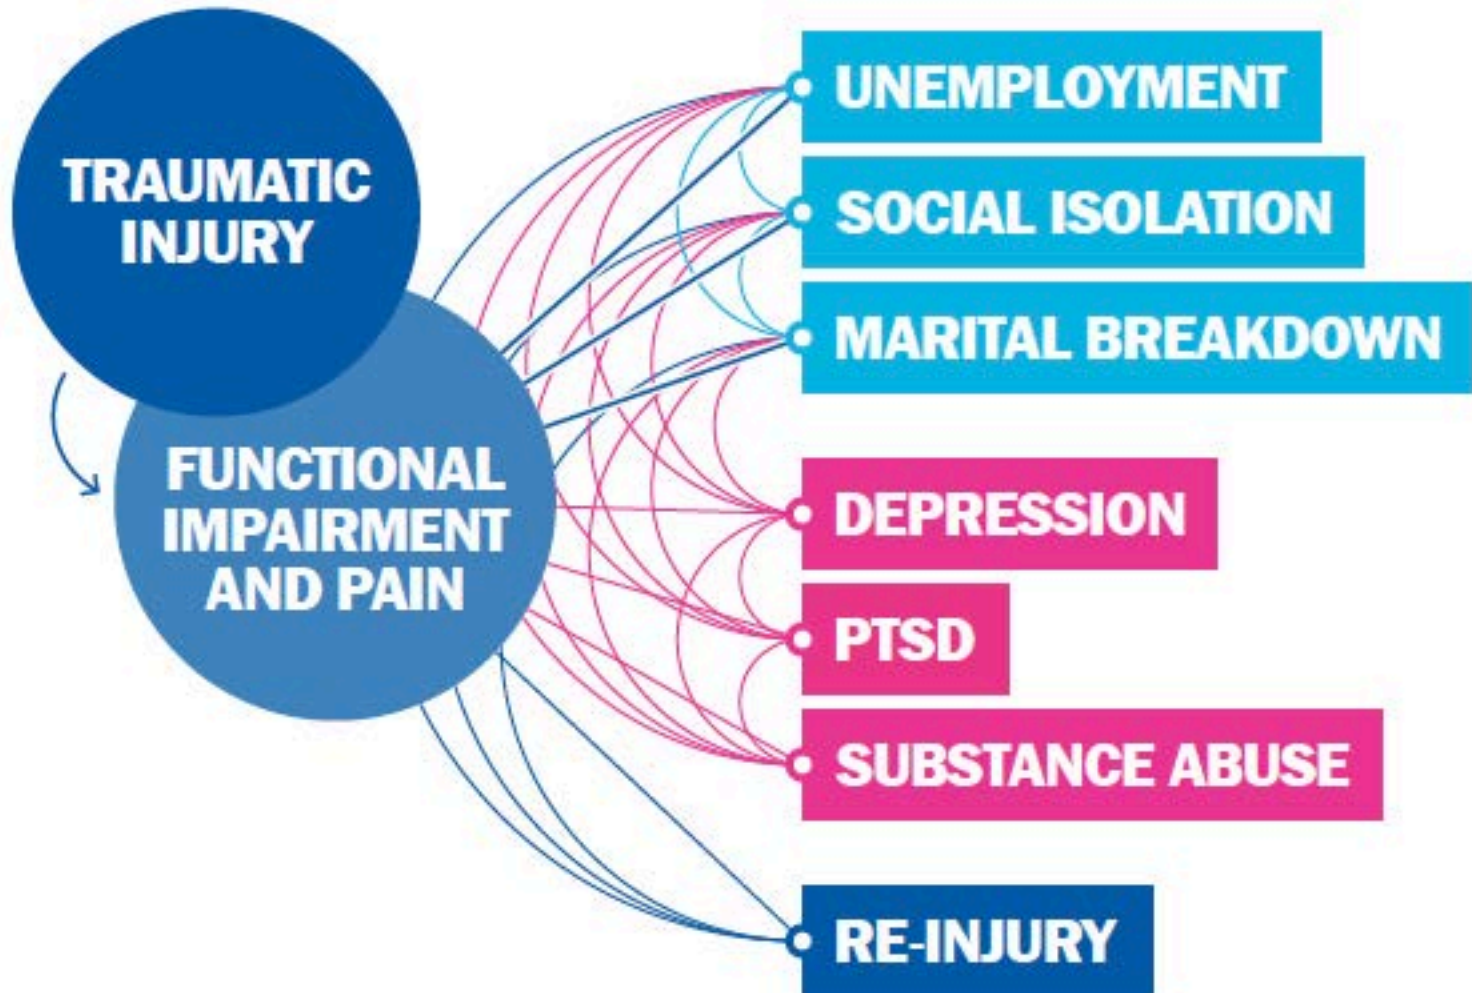 TRAUMATIC
INJURY
FUNCTIONAL
IMPAIRMENT
AND PAIN
UNEMPLOYMENT
SOCIAL ISOLATION
MARITAL BREAKDOWN
DEPRESSION
PTSD
SUBSTANCE ABUSE
RE-INJURY